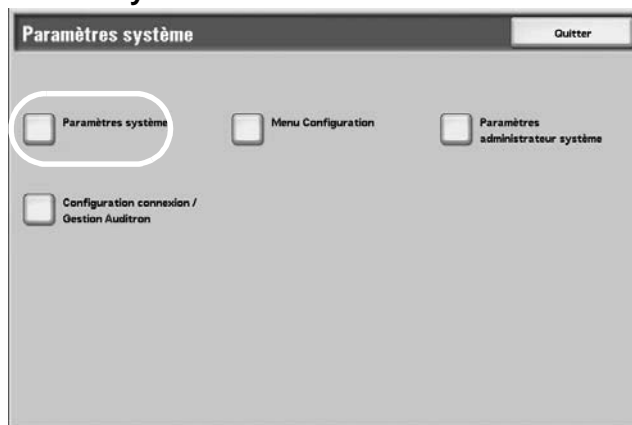 Paramètres système
Quitter
Paramètres système
Menu Configuration
Paramètres
administrateur système
Configuration connexion /
Gestion Auditron